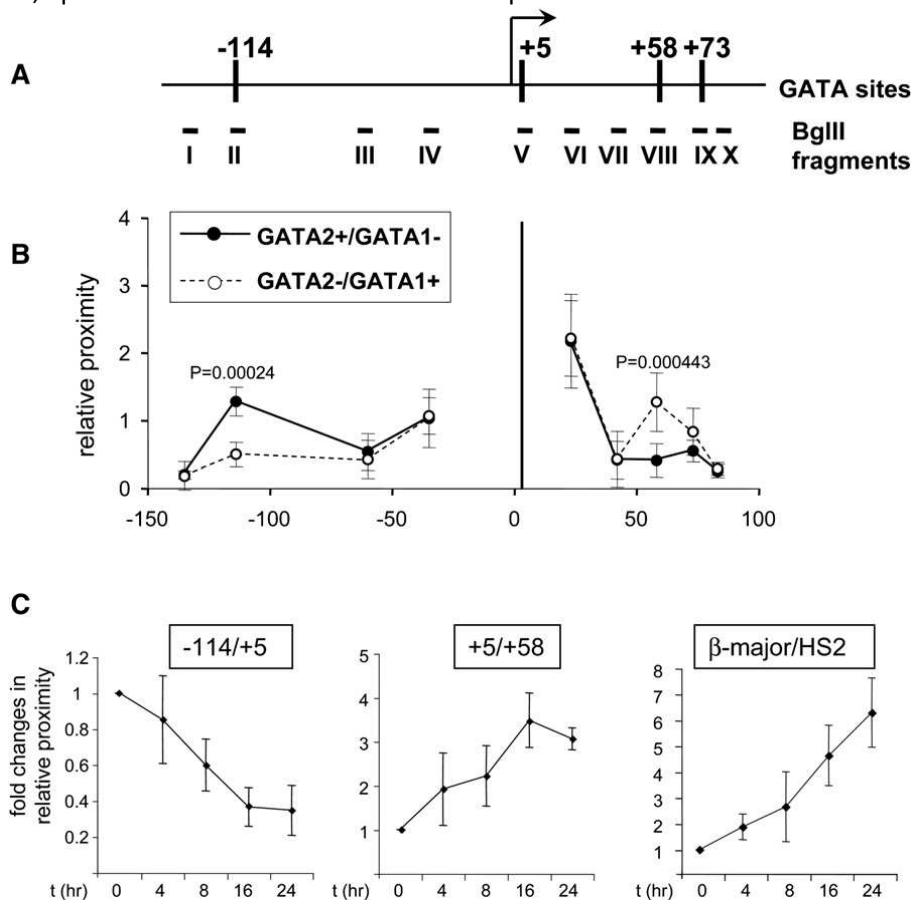 A
-114
+5
+58 +73
GATA sites
BglII
fragments
I II III IV V VI VII VIII IX X
B
4
3
2
1
0
relative proximity
GATA2+/GATA1-
GATA2-/GATA1+
P=0.00024
P=0.000443
-150 -100 -50 0 50 100
C
-114/+5
+5/+58
β-major/HS2
fold changes in
relative proximity
1.2
1
0.8
0.6
0.4
0.2
t (hr) 0 4 8 16 24
5
4
3
2
1
t (hr) 0 4 8 16 24
8
7
6
5
4
3
2
1
t (hr) 0 4 8 16 24